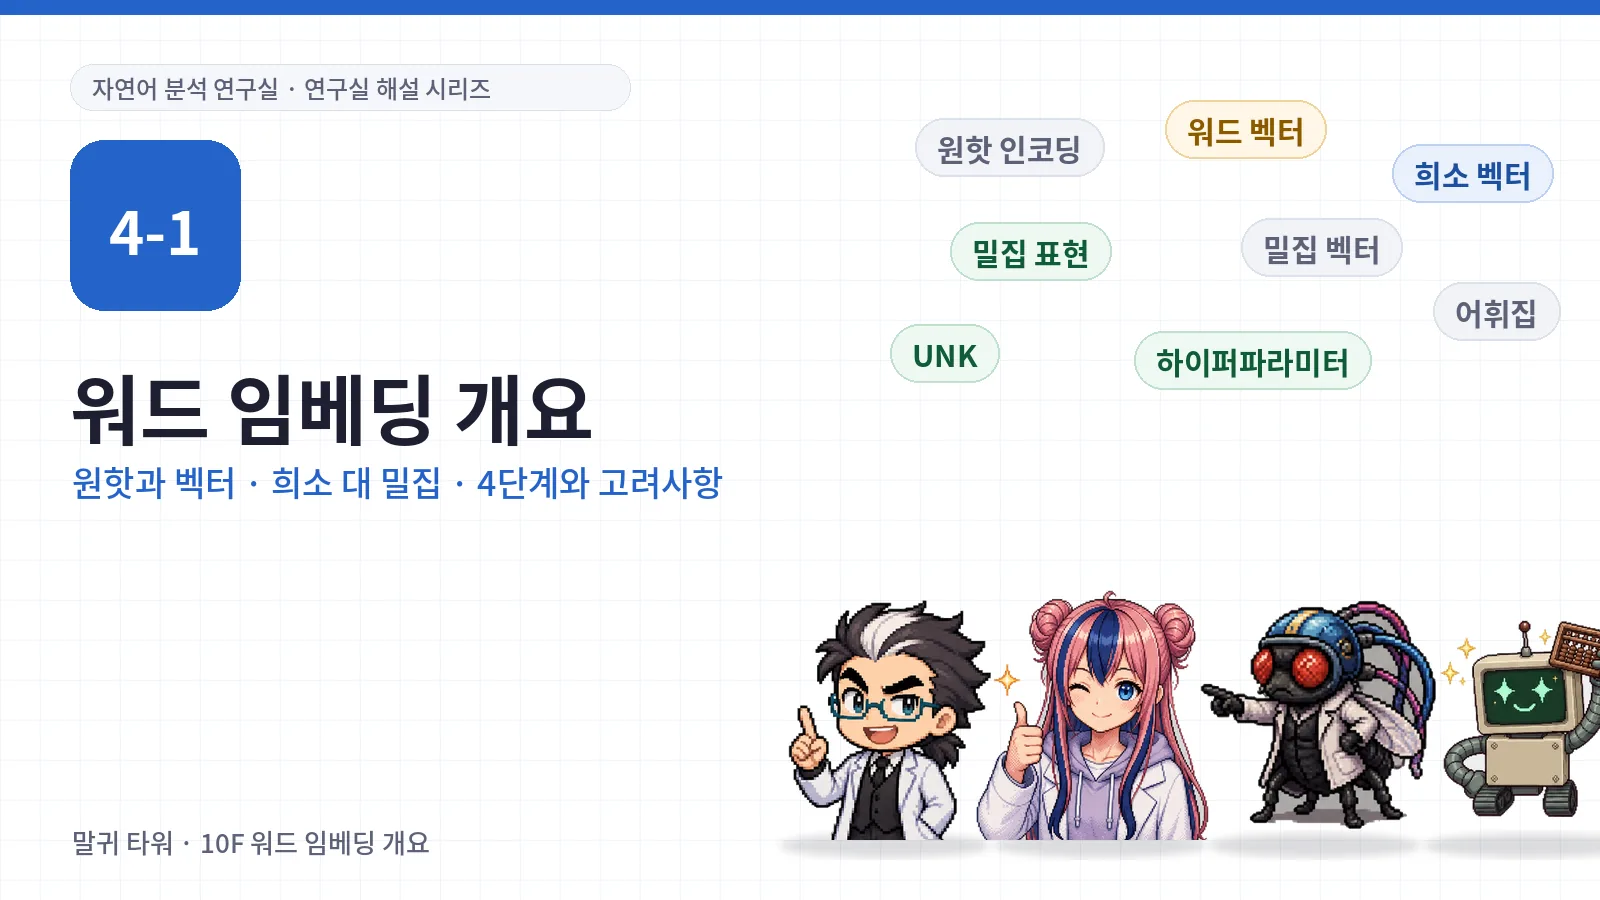 자연어 분석 연구실 · 연구실 해설 시리즈
4-1
워드 임베딩 개요
원핫과 벡터 · 희소 대 밀집 · 4단계와 고려사항
원핫 인코딩
워드 벡터
희소 벡터
밀집 표현
밀집 벡터
어휘집
UNK
하이퍼파라미터
말귀 타워 · 10F 워드 임베딩 개요